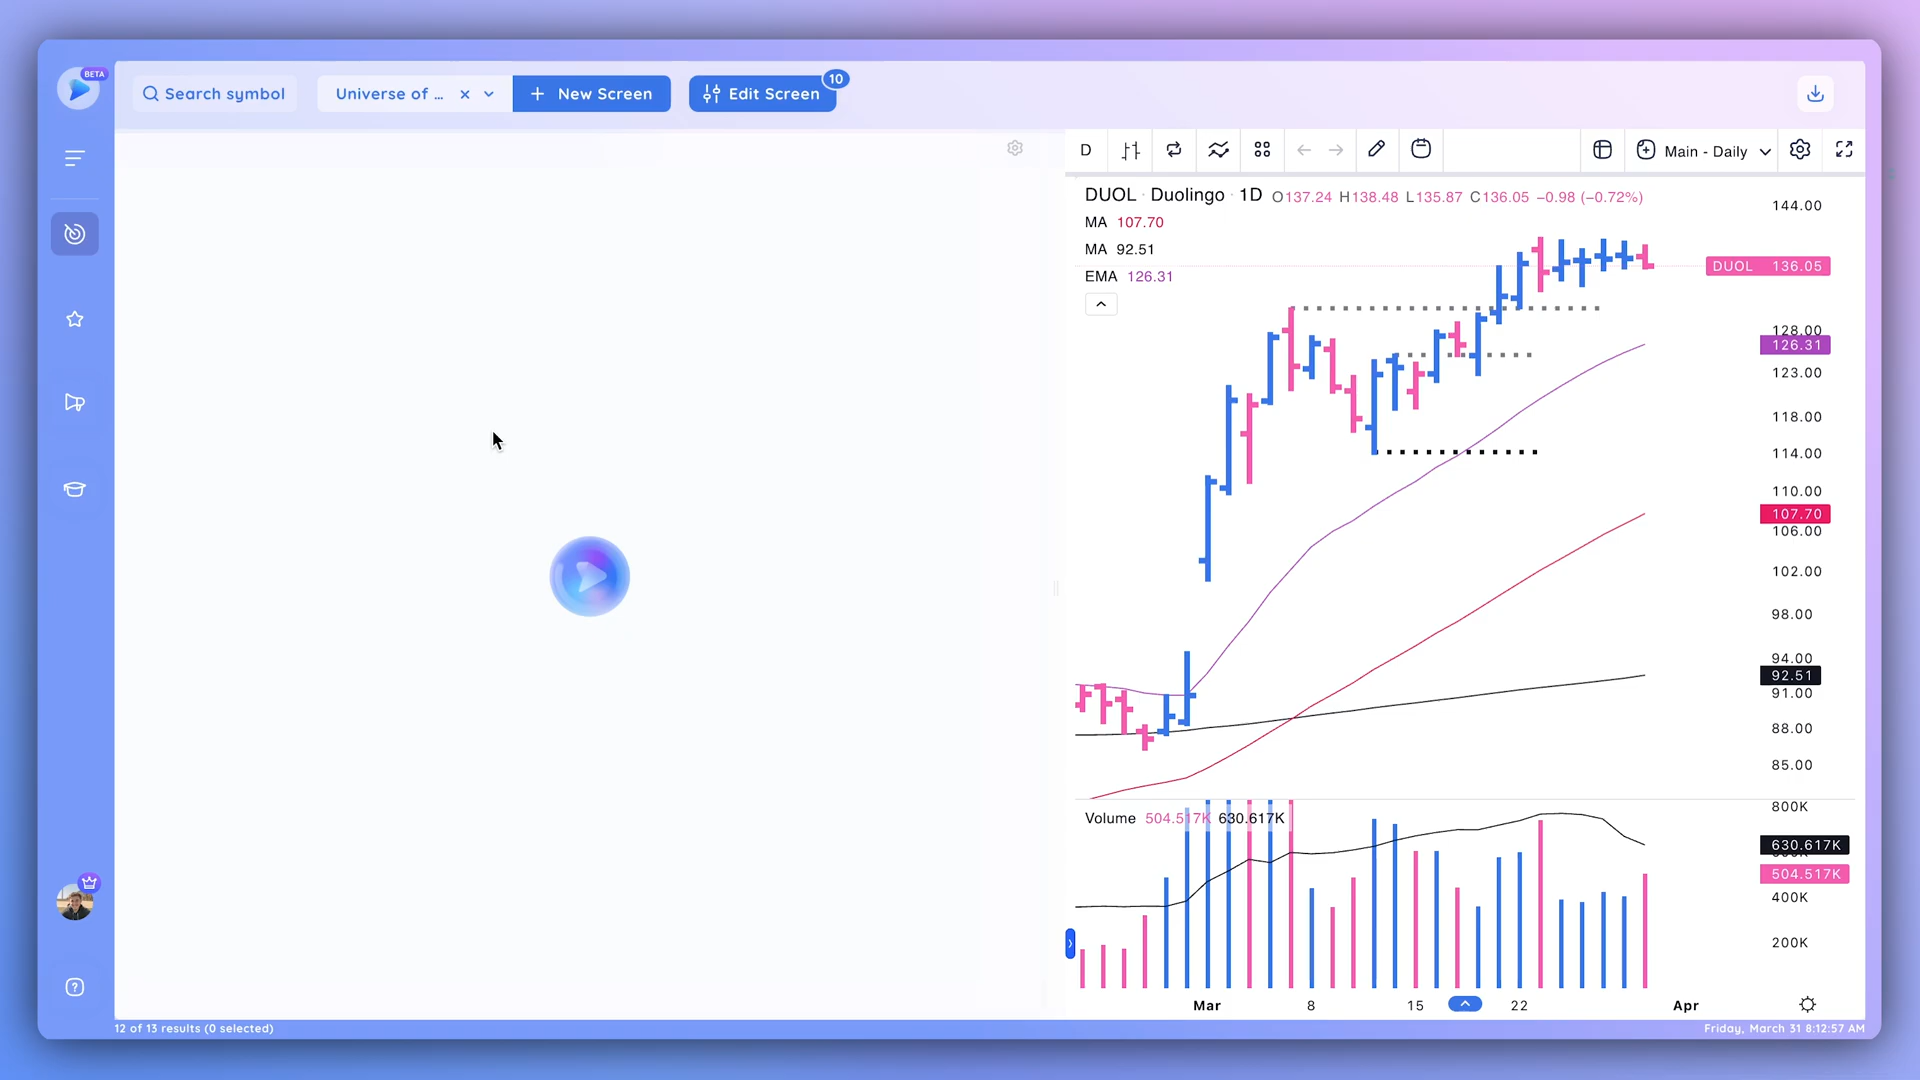 BETA
Search symbol
Universe of ...
New Screen
Edit Screen
10
D
Main - Daily
DUOL · Duolingo · 1D O137.24 H138.48 L135.87 C136.05 −0.98 (−0.72%)
MA 107.70
MA 92.51
EMA 126.31
144.00
DUOL 136.05
128.00
126.31
123.00
118.00
114.00
110.00
107.70
106.00
102.00
98.00
94.00
92.51
91.00
88.00
85.00
Volume 504.517K 630.617K
800K
630.617K
504.517K
400K
200K
Mar 8 15 22 Apr
12 of 13 results (0 selected)
Friday, March 31 8:12:57 AM